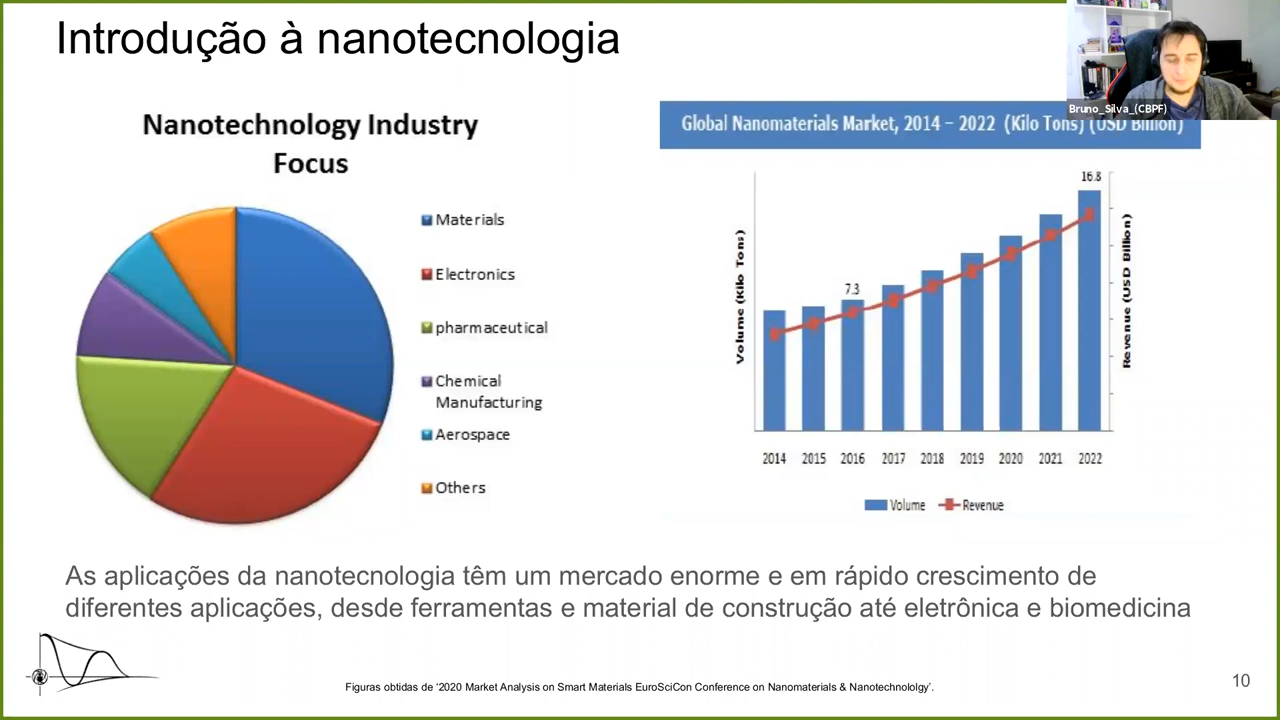 Introdução à nanotecnologia
Bruno_Silva_(CBPF)
Nanotechnology Industry
Focus
Materials
Electronics
pharmaceutical
Chemical
Manufacturing
Aerospace
Others
Global Nanomaterials Market, 2014 – 2022 (Kilo Tons) (USD Billion)
Volume (Kilo Tons)
7.3
16.8
Revenue (USD Billion)
2014 2015 2016 2017 2018 2019 2020 2021 2022
Volume Revenue
As aplicações da nanotecnologia têm um mercado enorme e em rápido crescimento de
diferentes aplicações, desde ferramentas e material de construção até eletrônica e biomedicina
Figuras obtidas de ‘2020 Market Analysis on Smart Materials EuroSciCon Conference on Nanomaterials & Nanotechnololgy’.
10